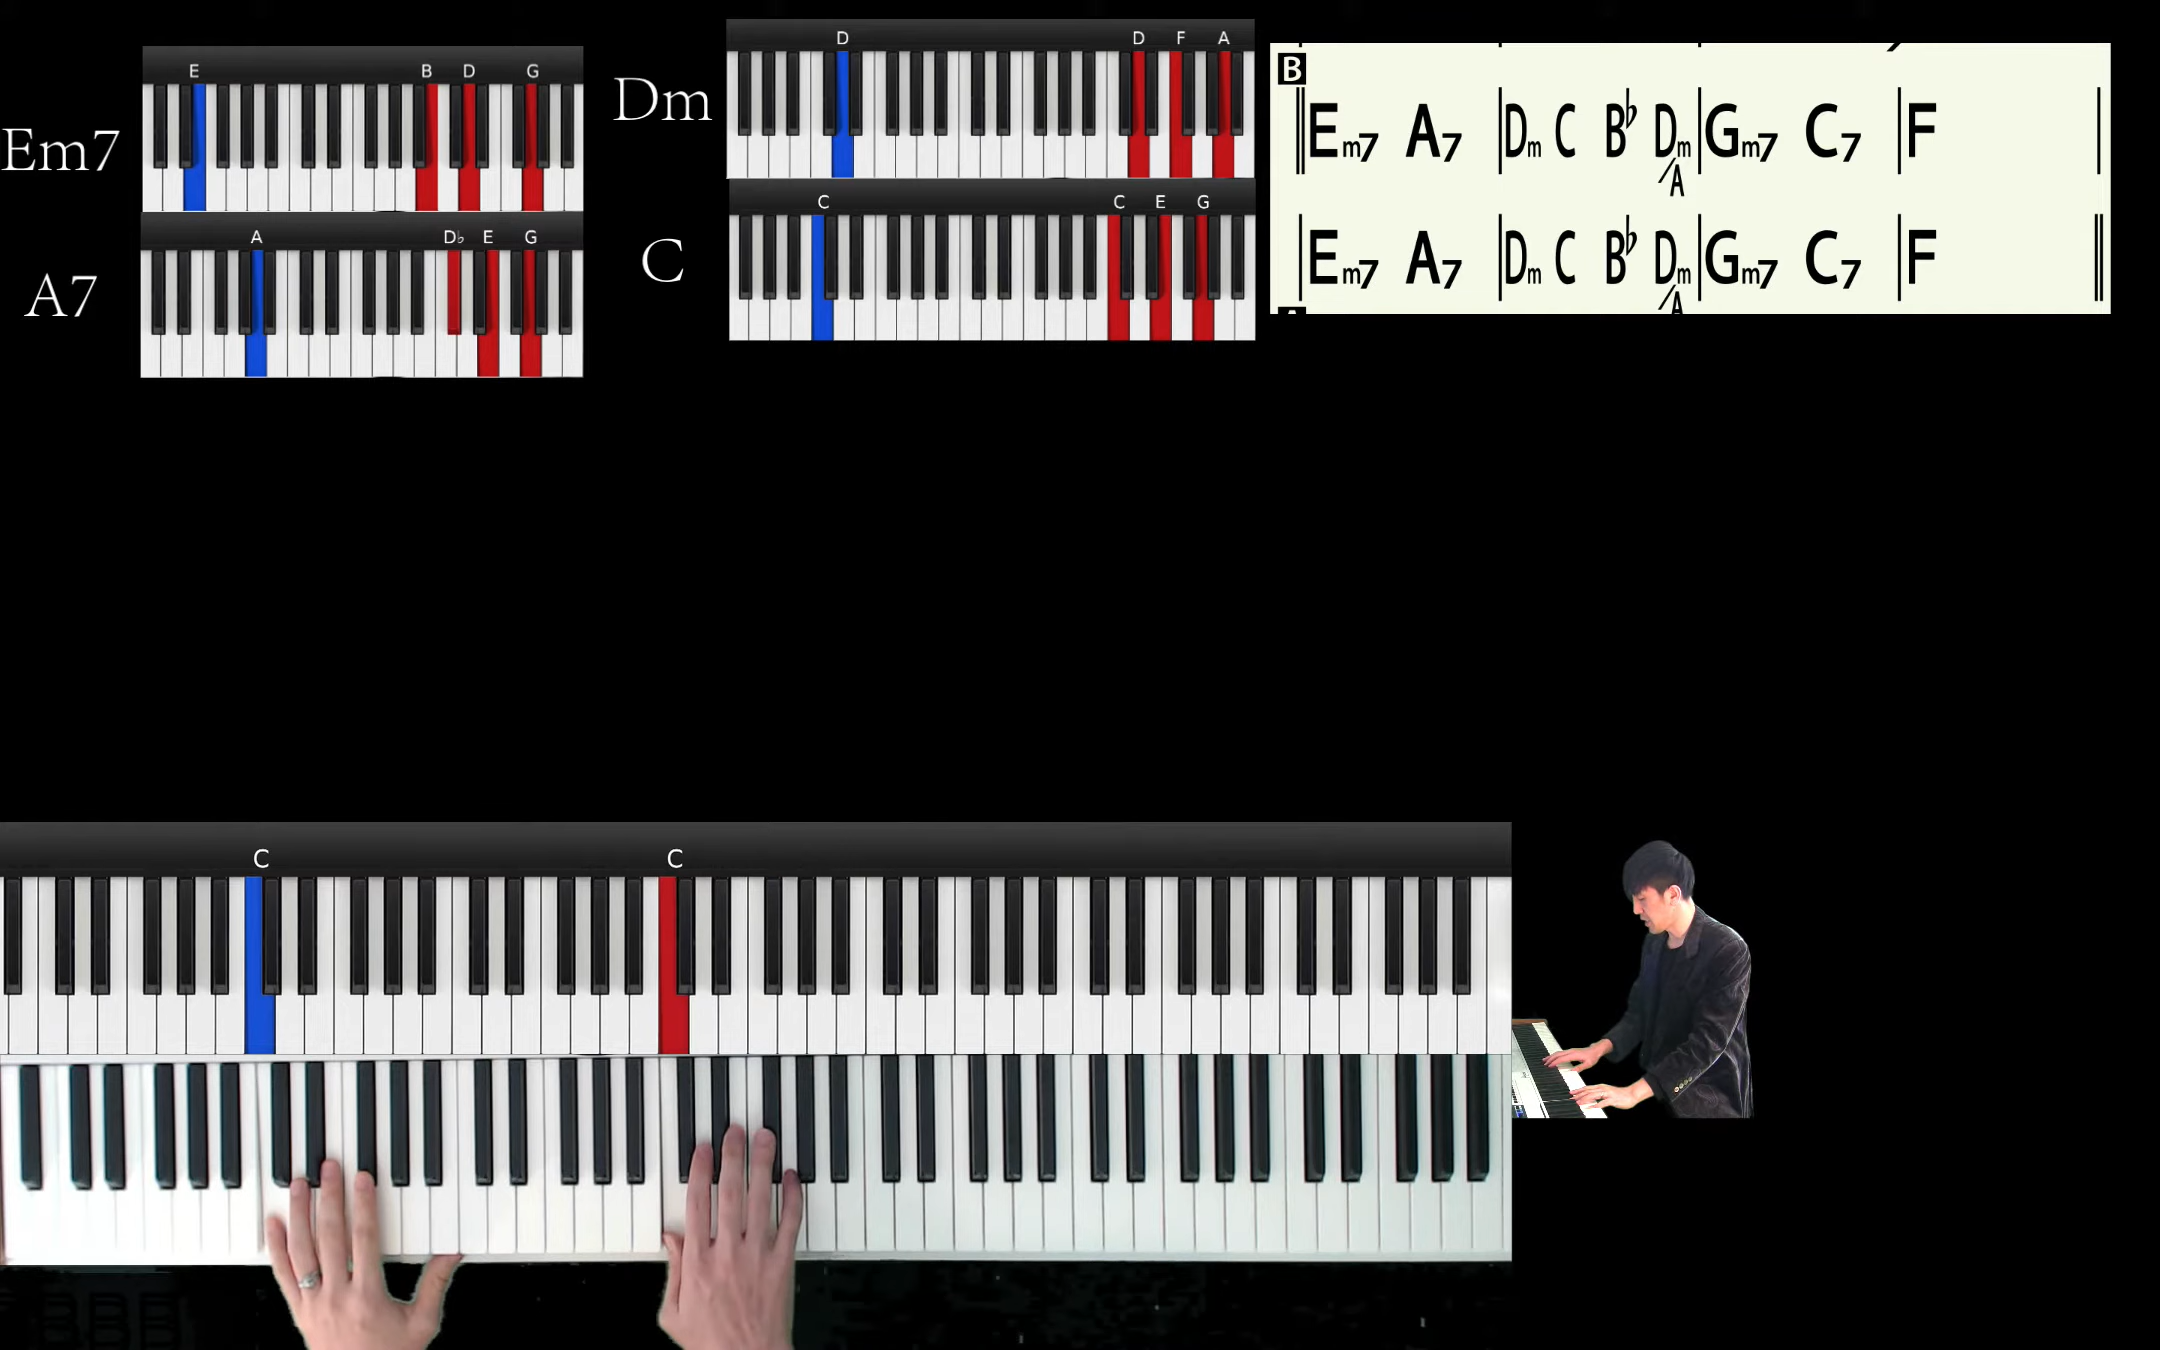 E B D G
Em7
A D♭ E G
A7
D D F A
Dm
C C E G
C
B
Em7 A7 Dm C B♭ Dm/A Gm7 C7 F
Em7 A7 Dm C B♭ Dm/A Gm7 C7 F
C C